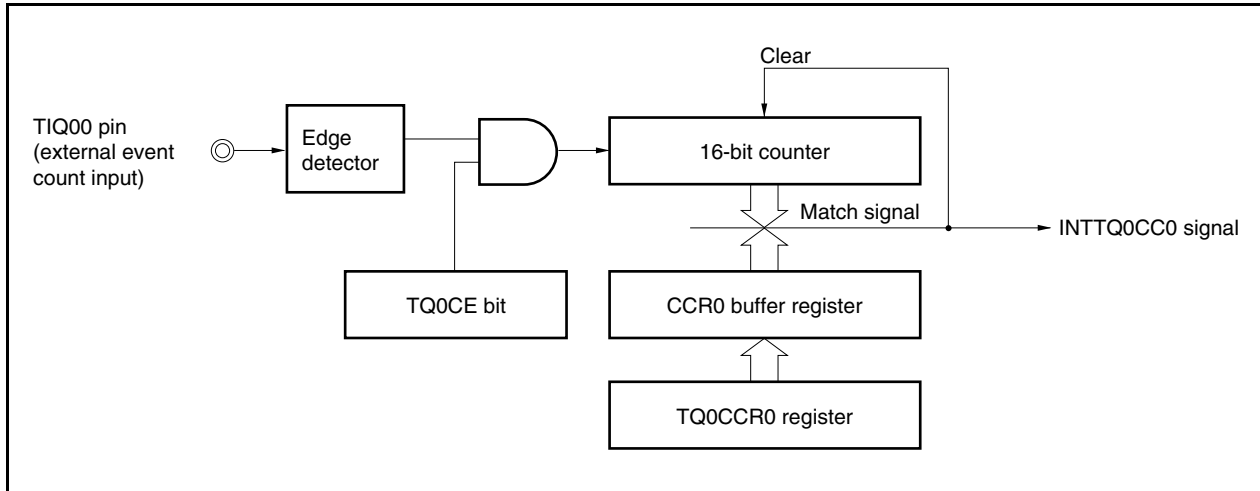 Clear
TIQ00 pin
(external event
count input)
Edge
detector
16-bit counter
Match signal
INTTQ0CC0 signal
TQ0CE bit
CCR0 buffer register
TQ0CCR0 register